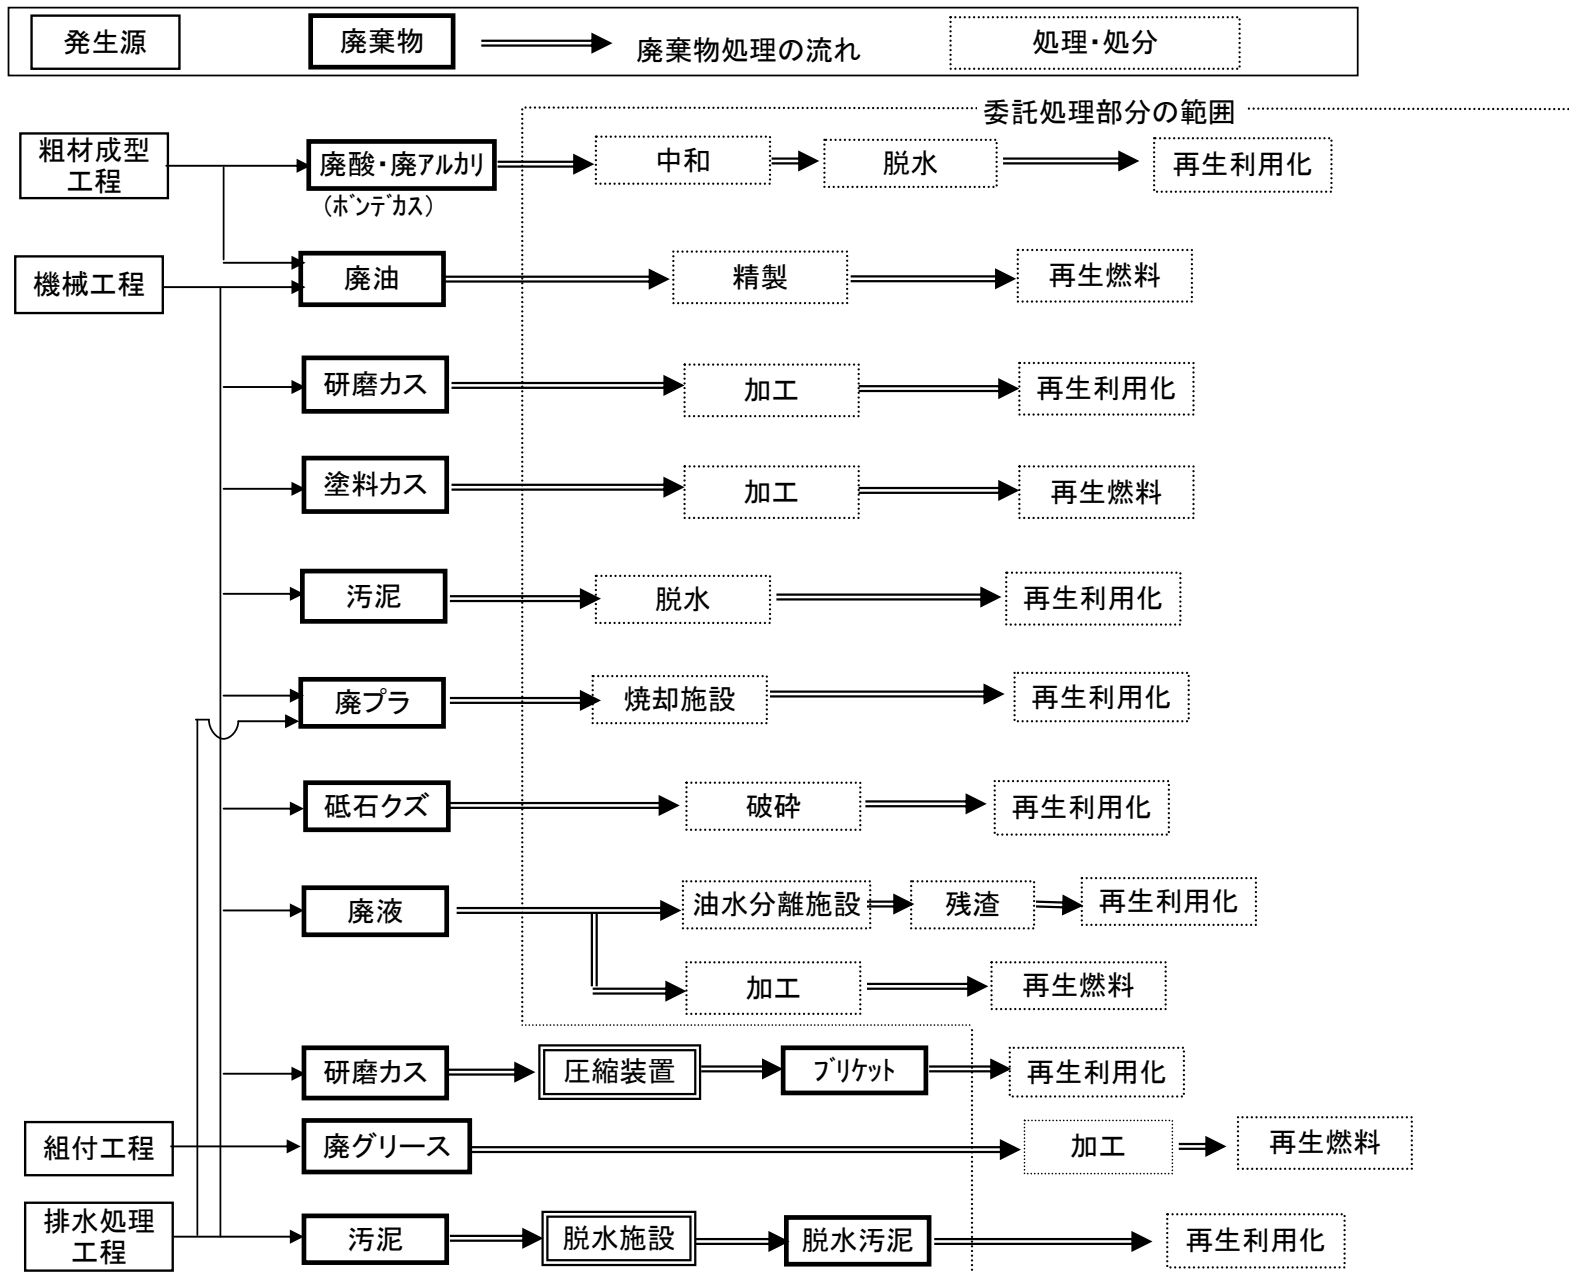 発生源
廃棄物
廃棄物処理の流れ
処理・処分
委託処理部分の範囲
粗材成型
工程
廃酸・廃アルカリ
(ボンデカス)
中和
脱水
再生利用化
機械工程
廃油
精製
再生燃料
研磨カス
加工
再生利用化
塗料カス
加工
再生燃料
汚泥
脱水
再生利用化
廃プラ
焼却施設
再生利用化
砥石クズ
破砕
再生利用化
廃液
油水分離施設
残渣
再生利用化
加工
再生燃料
研磨カス
圧縮装置
ブリケット
再生利用化
組付工程
廃グリース
加工
再生燃料
排水処理
工程
汚泥
脱水施設
脱水汚泥
再生利用化